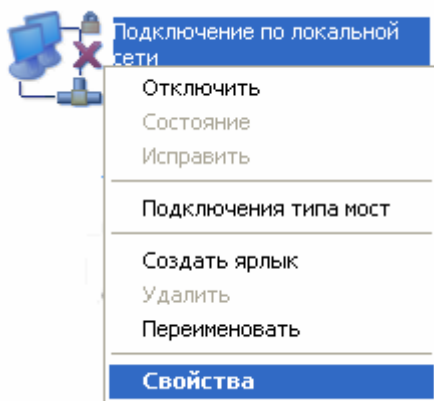 Подключение по локальной
сети
Отключить
Состояние
Исправить
Подключения типа мост
Создать ярлык
Удалить
Переименовать
Свойства